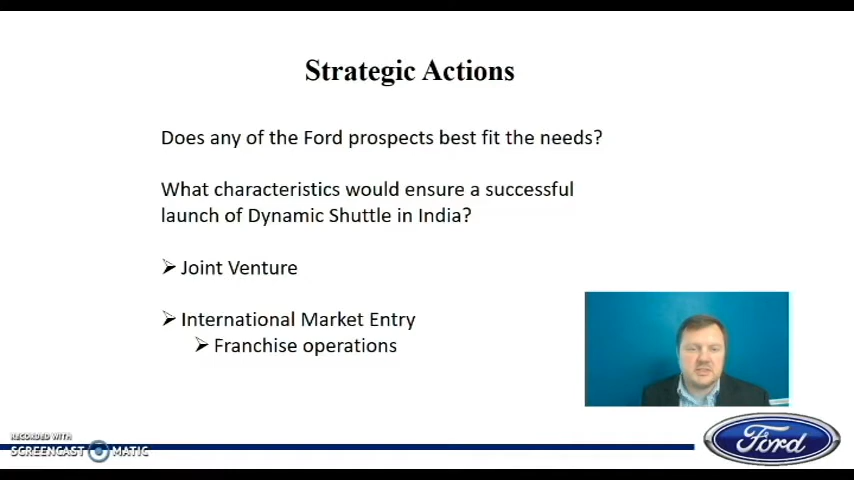 Strategic Actions
Does any of the Ford prospects best fit the needs?
What characteristics would ensure a successful
launch of Dynamic Shuttle in India?
Joint Venture
International Market Entry
Franchise operations
RECORDED WITH
SCREENCAST MATIC
Ford